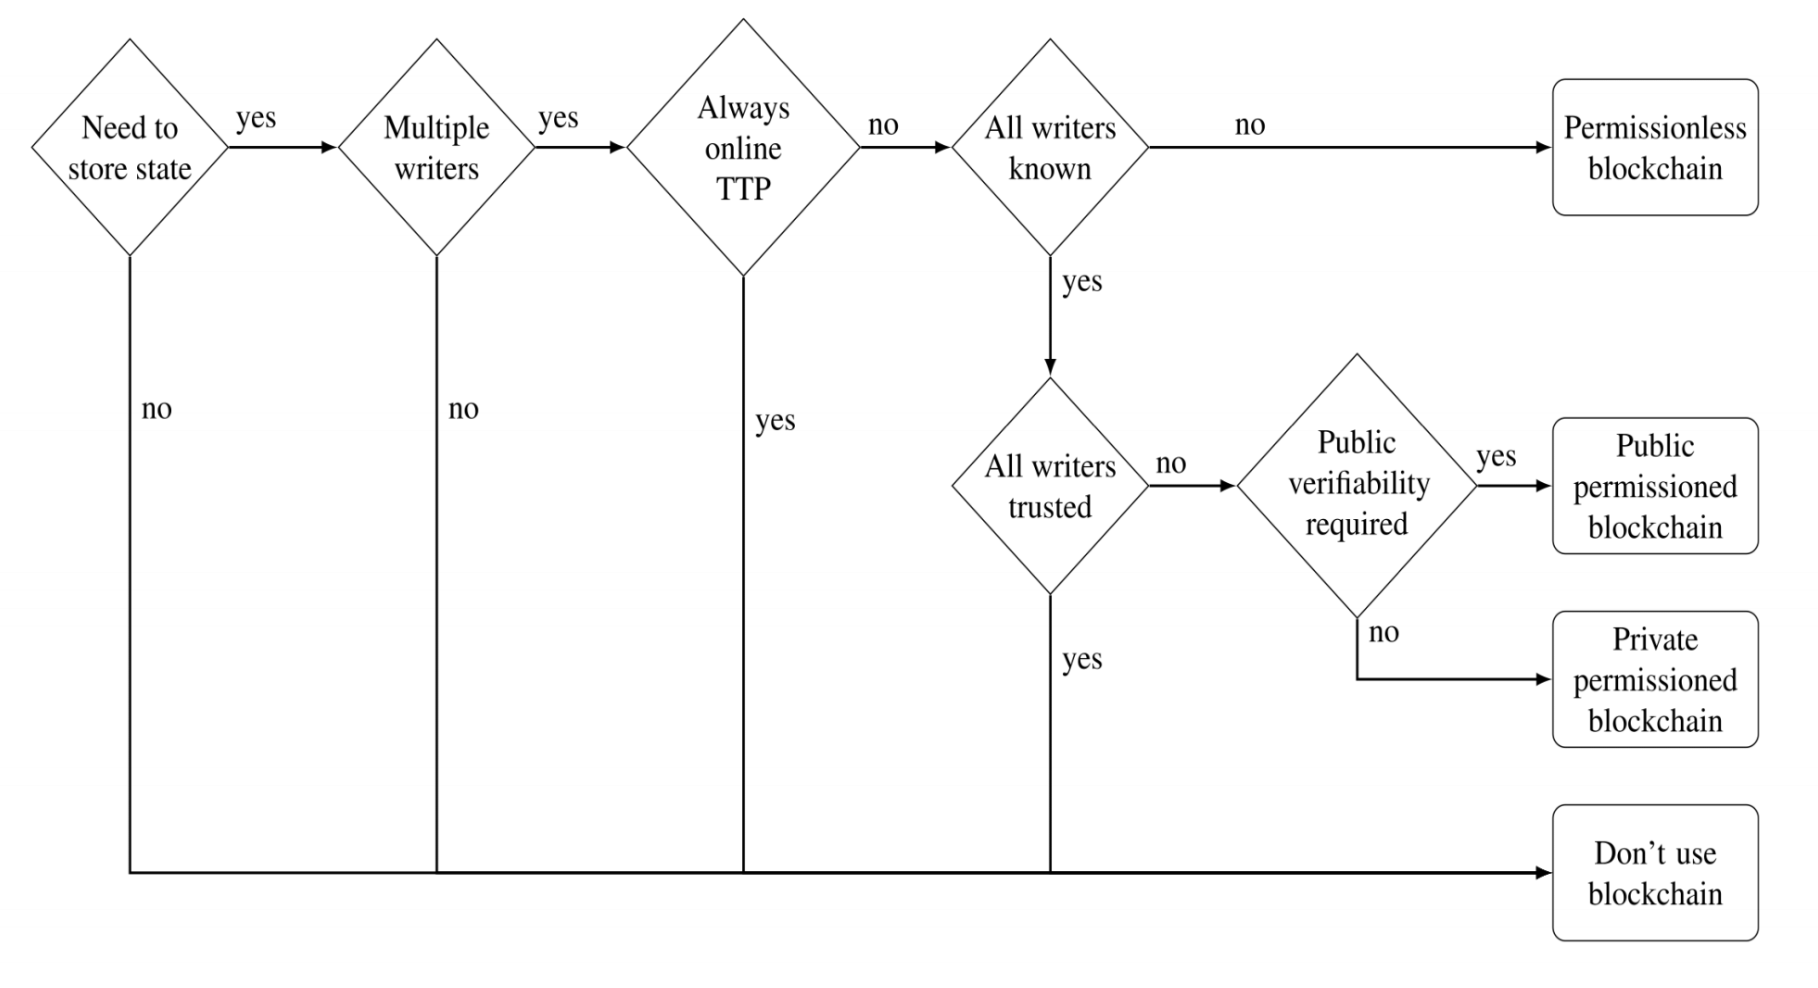 Need to
store state
yes
Multiple
writers
yes
Always
online
TTP
no
All writers
known
no
Permissionless
blockchain
yes
no
no
yes
All writers
trusted
no
Public
verifiability
required
yes
Public
permissioned
blockchain
no
Private
permissioned
blockchain
yes
Don’t use
blockchain